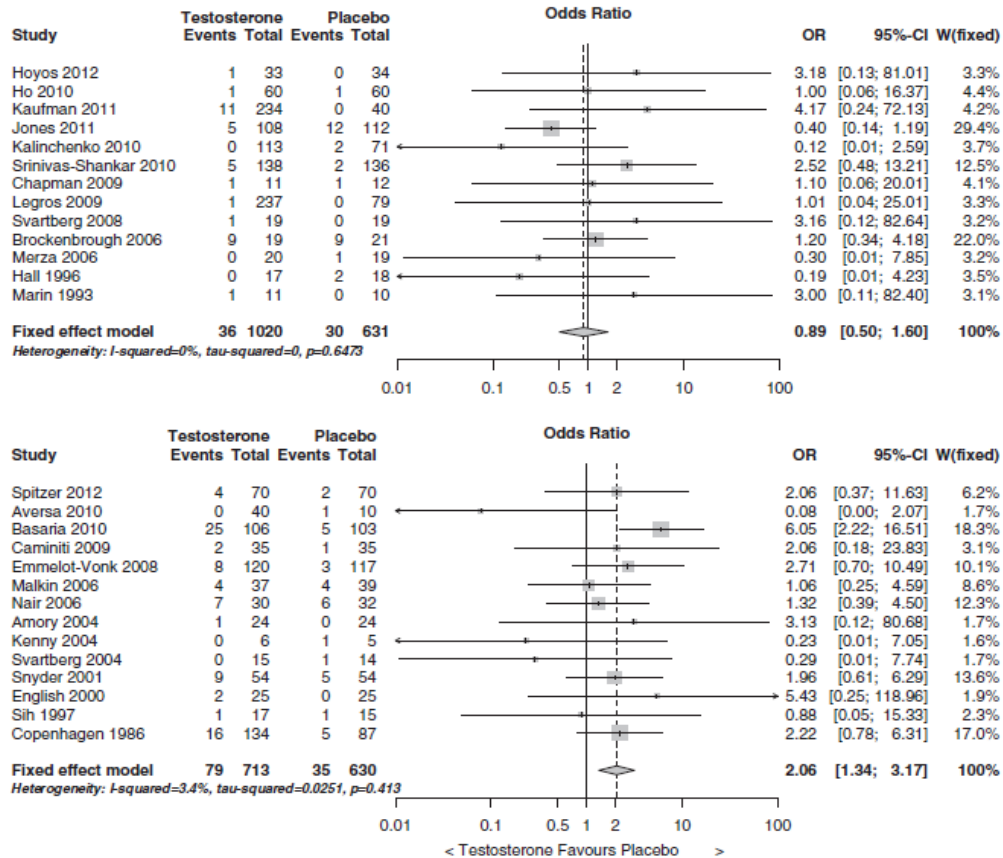 Odds Ratio
Testosterone Placebo
Study Events Total Events Total OR 95%-CI W(fixed)
Hoyos 2012 1 33 0 34 3.18 [0.13; 81.01] 3.3%
Ho 2010 1 60 1 60 1.00 [0.06; 16.37] 4.4%
Kaufman 2011 11 234 0 40 4.17 [0.24; 72.13] 4.2%
Jones 2011 5 108 12 112 0.40 [0.14; 1.19] 29.4%
Kalinchenko 2010 0 113 2 71 0.12 [0.01; 2.59] 3.7%
Srinivas-Shankar 2010 5 138 2 136 2.52 [0.48; 13.21] 12.5%
Chapman 2009 1 11 1 12 1.10 [0.06; 20.01] 4.1%
Legros 2009 1 237 0 79 1.01 [0.04; 25.01] 3.3%
Svartberg 2008 1 19 0 19 3.16 [0.12; 82.64] 3.2%
Brockenbrough 2006 9 19 9 21 1.20 [0.34; 4.18] 22.0%
Merza 2006 0 20 1 19 0.30 [0.01; 7.85] 3.2%
Hall 1996 0 17 2 18 0.19 [0.01; 4.23] 3.5%
Marin 1993 1 11 0 10 3.00 [0.11; 82.40] 3.1%
Fixed effect model 36 1020 30 631 0.89 [0.50; 1.60] 100%
Heterogeneity: I-squared=0%, tau-squared=0, p=0.6473
0.01 0.1 0.5 1 2 10 100
Odds Ratio
Testosterone Placebo
Study Events Total Events Total OR 95%-CI W(fixed)
Spitzer 2012 4 70 2 70 2.06 [0.37; 11.63] 6.2%
Aversa 2010 0 40 1 10 0.08 [0.00; 2.07] 1.7%
Basaria 2010 25 106 5 103 6.05 [2.22; 16.51] 18.3%
Caminiti 2009 2 35 1 35 2.06 [0.18; 23.83] 3.1%
Emmelot-Vonk 2008 8 120 3 117 2.71 [0.70; 10.49] 10.1%
Malkin 2006 4 37 4 39 1.06 [0.25; 4.59] 8.6%
Nair 2006 7 30 6 32 1.32 [0.39; 4.50] 12.3%
Amory 2004 1 24 0 24 3.13 [0.12; 80.68] 1.7%
Kenny 2004 0 6 1 5 0.23 [0.01; 7.05] 1.6%
Svartberg 2004 0 15 1 14 0.29 [0.01; 7.74] 1.7%
Snyder 2001 9 54 5 54 1.96 [0.61; 6.29] 13.6%
English 2000 2 25 0 25 5.43 [0.25; 118.96] 1.9%
Sih 1997 1 17 1 15 0.88 [0.05; 15.33] 2.3%
Copenhagen 1986 16 134 5 87 2.22 [0.78; 6.31] 17.0%
Fixed effect model 79 713 35 630 2.06 [1.34; 3.17] 100%
Heterogeneity: I-squared=3.4%, tau-squared=0.0251, p=0.413
0.01 0.1 0.5 1 2 10 100
< Testosterone Favours Placebo >